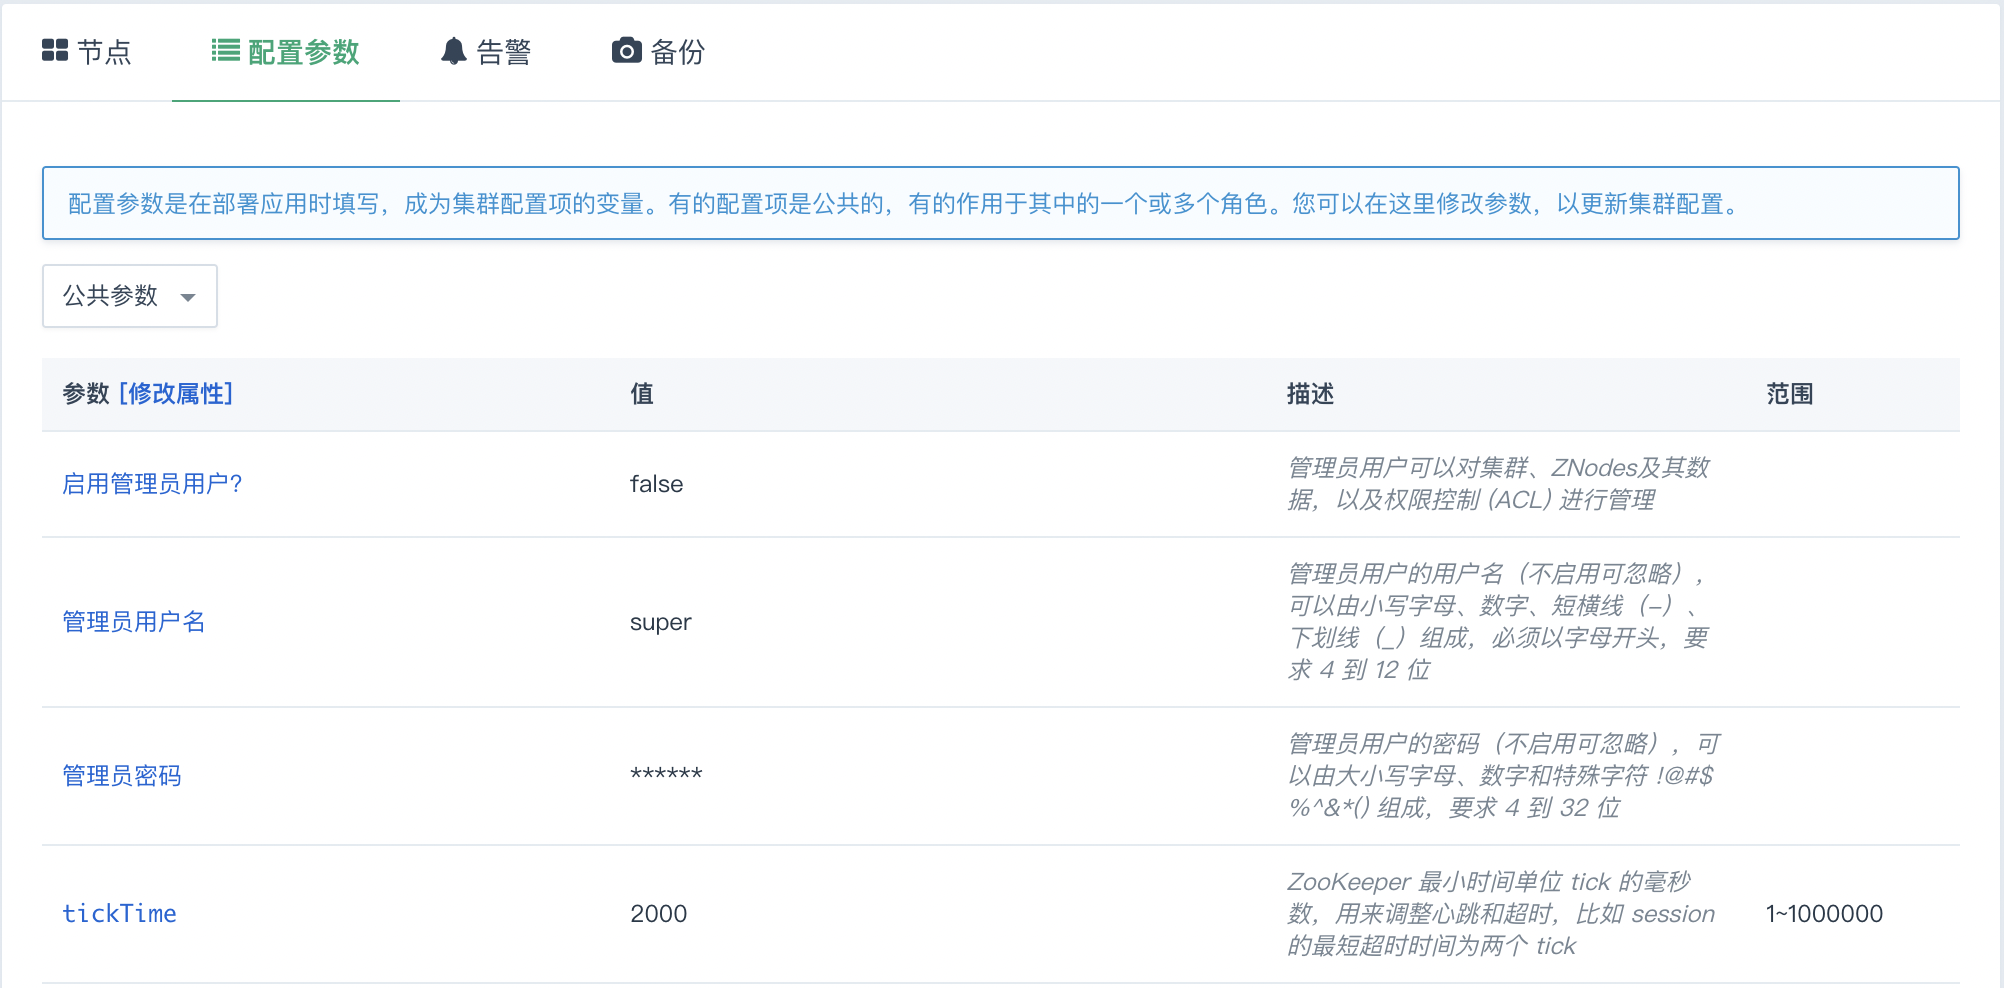 节点
配置参数
告警
备份
配置参数是在部署应用时填写，成为集群配置项的变量。有的配置项是公共的，有的作用于其中的一个或多个角色。您可以在这里修改参数，以更新集群配置。
公共参数
参数 [修改属性]
值
描述
范围
启用管理员用户?
false
管理员用户可以对集群、ZNodes及其数
据，以及权限控制 (ACL) 进行管理
管理员用户名
super
管理员用户的用户名（不启用可忽略），
可以由小写字母、数字、短横线（-）、
下划线（_）组成，必须以字母开头，要
求 4 到 12 位
管理员密码
******
管理员用户的密码（不启用可忽略），可
以由大小写字母、数字和特殊字符 !@#$
%^&*() 组成，要求 4 到 32 位
tickTime
2000
ZooKeeper 最小时间单位 tick 的毫秒
数，用来调整心跳和超时，比如 session
的最短超时时间为两个 tick
1~1000000